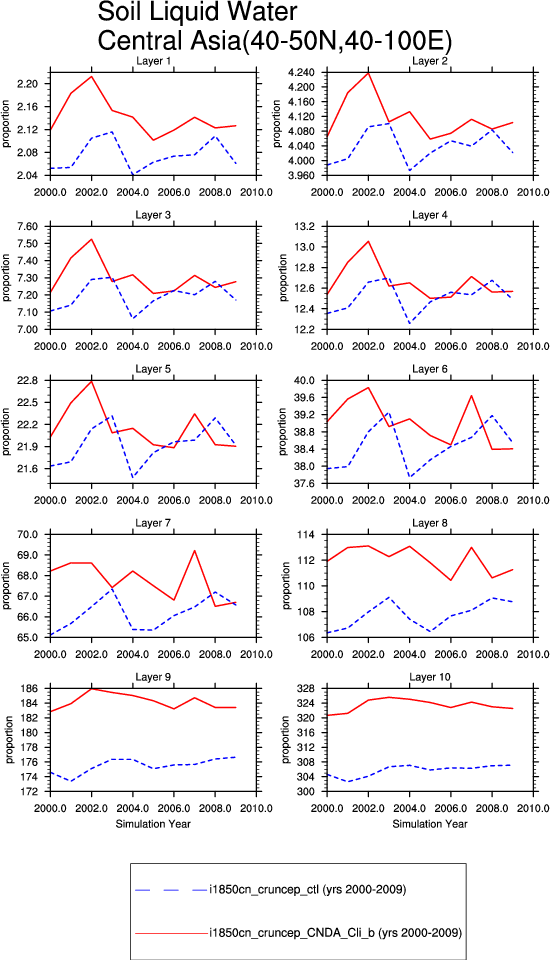 Soil Liquid Water
Central Asia(40-50N,40-100E)
Layer 1
proportion
2.20
2.16
2.12
2.08
2.04
2000.0 2002.0 2004.0 2006.0 2008.0 2010.0
Layer 2
proportion
4.240
4.200
4.160
4.120
4.080
4.040
4.000
3.960
2000.0 2002.0 2004.0 2006.0 2008.0 2010.0
Layer 3
proportion
7.60
7.50
7.40
7.30
7.20
7.10
7.00
2000.0 2002.0 2004.0 2006.0 2008.0 2010.0
Layer 4
proportion
13.2
13.0
12.8
12.6
12.4
12.2
2000.0 2002.0 2004.0 2006.0 2008.0 2010.0
Layer 5
proportion
22.8
22.5
22.2
21.9
21.6
2000.0 2002.0 2004.0 2006.0 2008.0 2010.0
Layer 6
proportion
40.0
39.6
39.2
38.8
38.4
38.0
37.6
2000.0 2002.0 2004.0 2006.0 2008.0 2010.0
Layer 7
proportion
70.0
69.0
68.0
67.0
66.0
65.0
2000.0 2002.0 2004.0 2006.0 2008.0 2010.0
Layer 8
proportion
114
112
110
108
106
2000.0 2002.0 2004.0 2006.0 2008.0 2010.0
Layer 9
proportion
186
184
182
180
178
176
174
172
2000.0 2002.0 2004.0 2006.0 2008.0 2010.0
Simulation Year
Layer 10
proportion
328
324
320
316
312
308
304
300
2000.0 2002.0 2004.0 2006.0 2008.0 2010.0
Simulation Year
i1850cn_cruncep_ctl (yrs 2000-2009)
i1850cn_cruncep_CNDA_Cli_b (yrs 2000-2009)